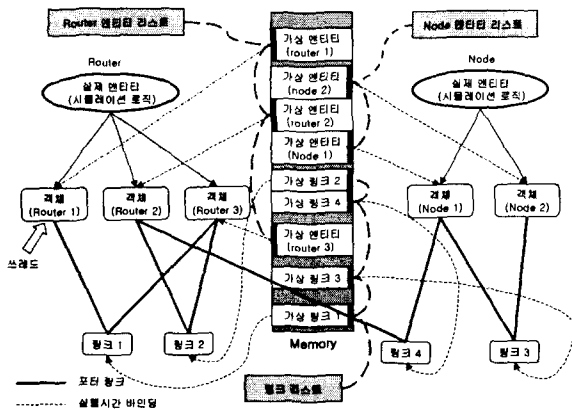 Router 엔티티 리스트
Node 엔티티 리스트
Router
Node
실제 엔티티
(시뮬레이션 로직)
실제 엔티티
(시뮬레이션 로직)
가상 엔티티
(router 1)
가상 엔티티
(node 2)
가상 엔티티
(router 2)
가상 엔티티
(Node 1)
가상 링크 2
가상 링크 4
가상 엔티티
(router 3)
가상 링크 3
가상 링크 1
Memory
객체
(Router 1)
객체
(Router 2)
객체
(Router 3)
객체
(Node 1)
객체
(Node 2)
쓰레드
링크 1
링크 2
링크 4
링크 3
링크 리스트
포터 링크
실행시간 바인딩